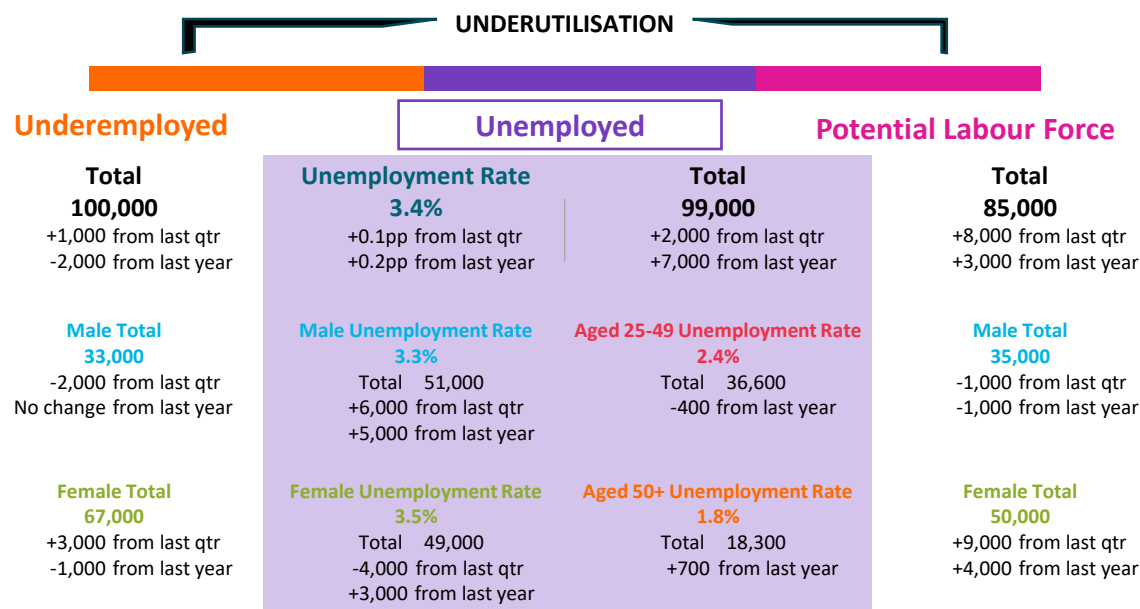 UNDERUTILISATION
Underemployed
Unemployed
Potential Labour Force
Total
100,000
+1,000 from last qtr
-2,000 from last year
Unemployment Rate
3.4%
+0.1pp from last qtr
+0.2pp from last year
Total
99,000
+2,000 from last qtr
+7,000 from last year
Total
85,000
+8,000 from last qtr
+3,000 from last year
Male Total
33,000
-2,000 from last qtr
No change from last year
Male Unemployment Rate
3.3%
Total 51,000
+6,000 from last qtr
+5,000 from last year
Aged 25-49 Unemployment Rate
2.4%
Total 36,600
-400 from last year
Male Total
35,000
-1,000 from last qtr
-1,000 from last year
Female Total
67,000
+3,000 from last qtr
-1,000 from last year
Female Unemployment Rate
3.5%
Total 49,000
-4,000 from last qtr
+3,000 from last year
Aged 50+ Unemployment Rate
1.8%
Total 18,300
+700 from last year
Female Total
50,000
+9,000 from last qtr
+4,000 from last year